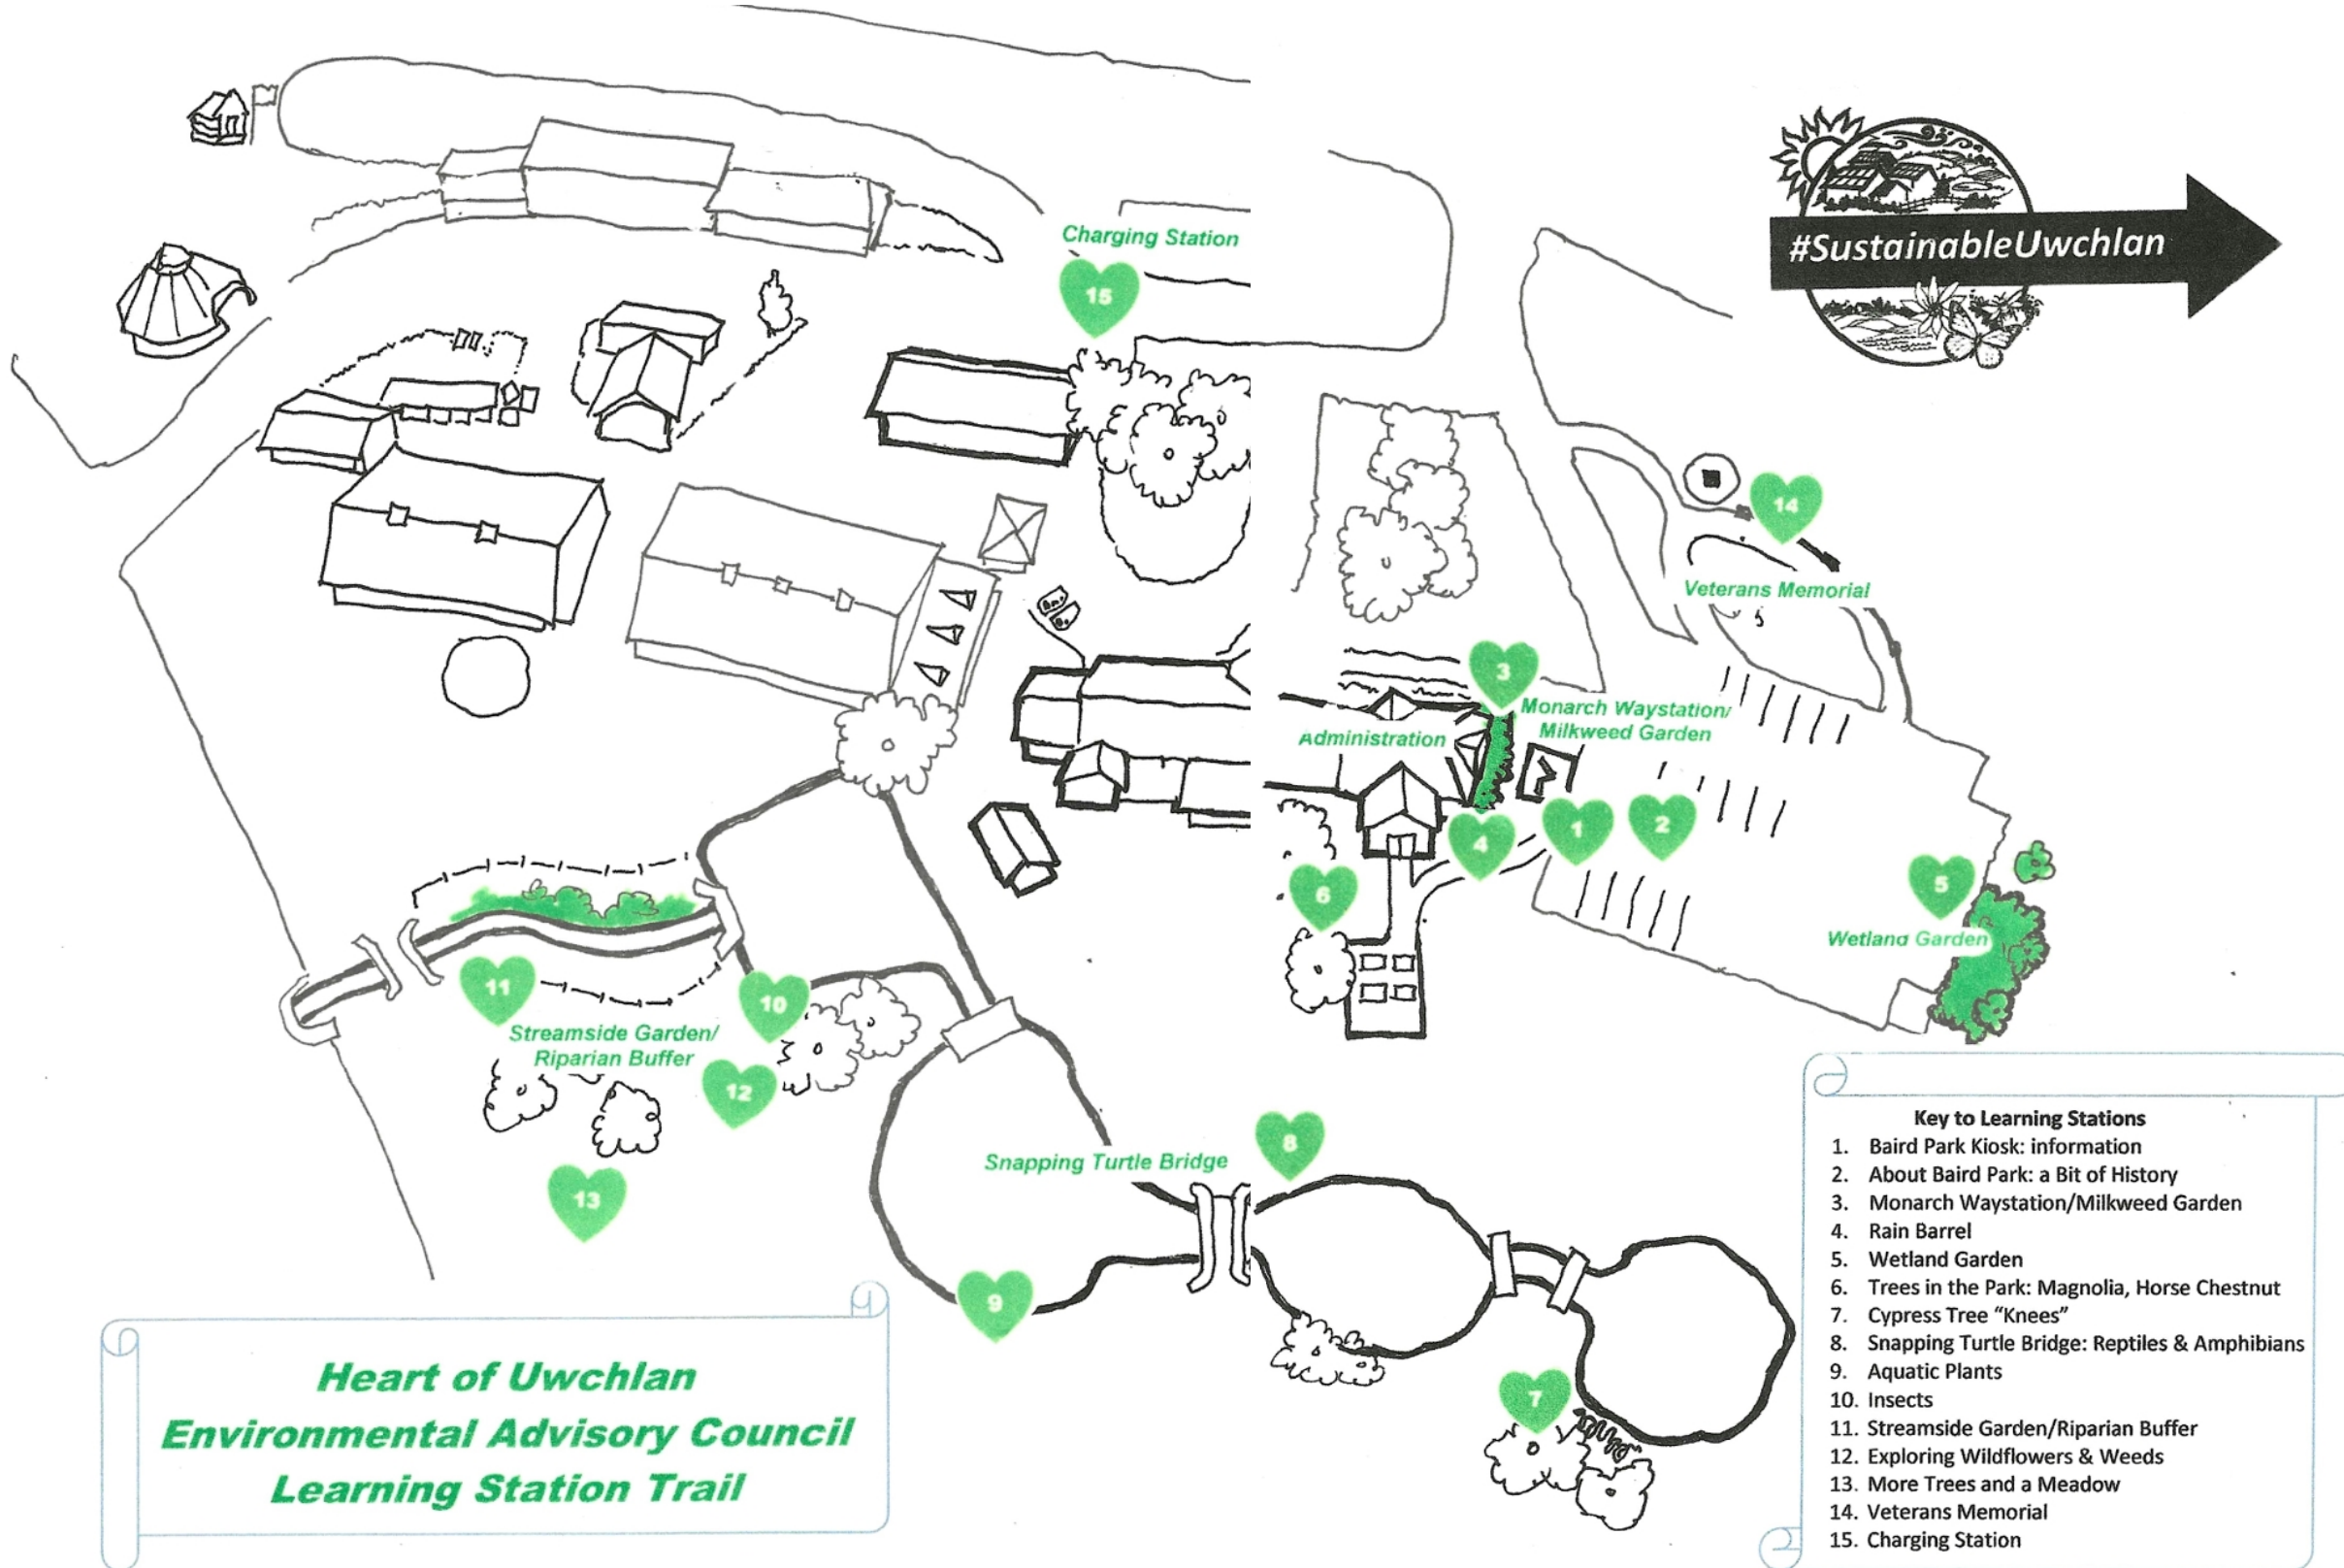 Charging Station
15
#SustainableUwchlan
14
Veterans Memorial
3
Monarch Waystation/
Milkweed Garden
Administration
4
1
2
6
5
Wetland Garden
11
10
Streamside Garden/
Riparian Buffer
12
13
Snapping Turtle Bridge
8
9
7
Heart of Uwchlan
Environmental Advisory Council
Learning Station Trail
Key to Learning Stations
1. Baird Park Kiosk: information
2. About Baird Park: a Bit of History
3. Monarch Waystation/Milkweed Garden
4. Rain Barrel
5. Wetland Garden
6. Trees in the Park: Magnolia, Horse Chestnut
7. Cypress Tree “Knees”
8. Snapping Turtle Bridge: Reptiles & Amphibians
9. Aquatic Plants
10. Insects
11. Streamside Garden/Riparian Buffer
12. Exploring Wildflowers & Weeds
13. More Trees and a Meadow
14. Veterans Memorial
15. Charging Station